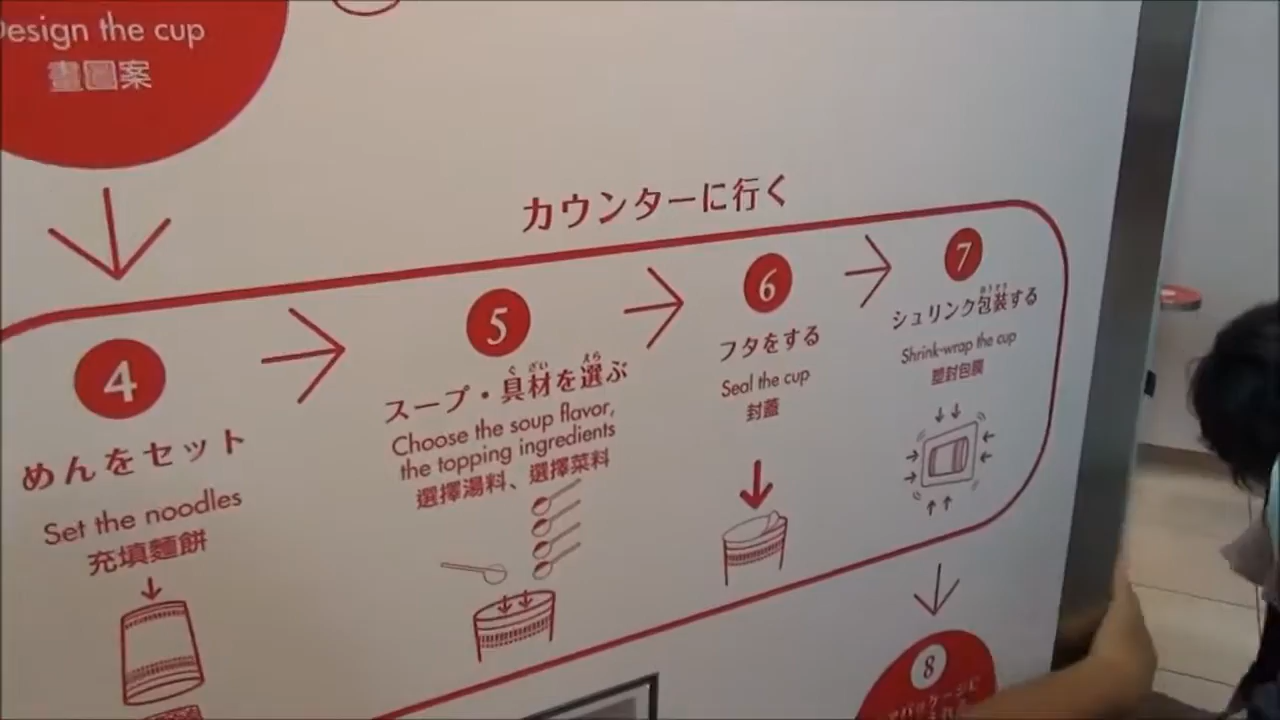 esign the cup
畫圖案
カウンターに行く
4
めんをセット
Set the noodles
充填麵餅
5
スープ・具材を選ぶ
ぐざい えら
Choose the soup flavor,
the topping ingredients
選擇湯料、選擇菜料
6
フタをする
Seal the cup
封蓋
7
シュリンク包装する
ほうそう
Shrink-wrap the cup
塑封包膜
8